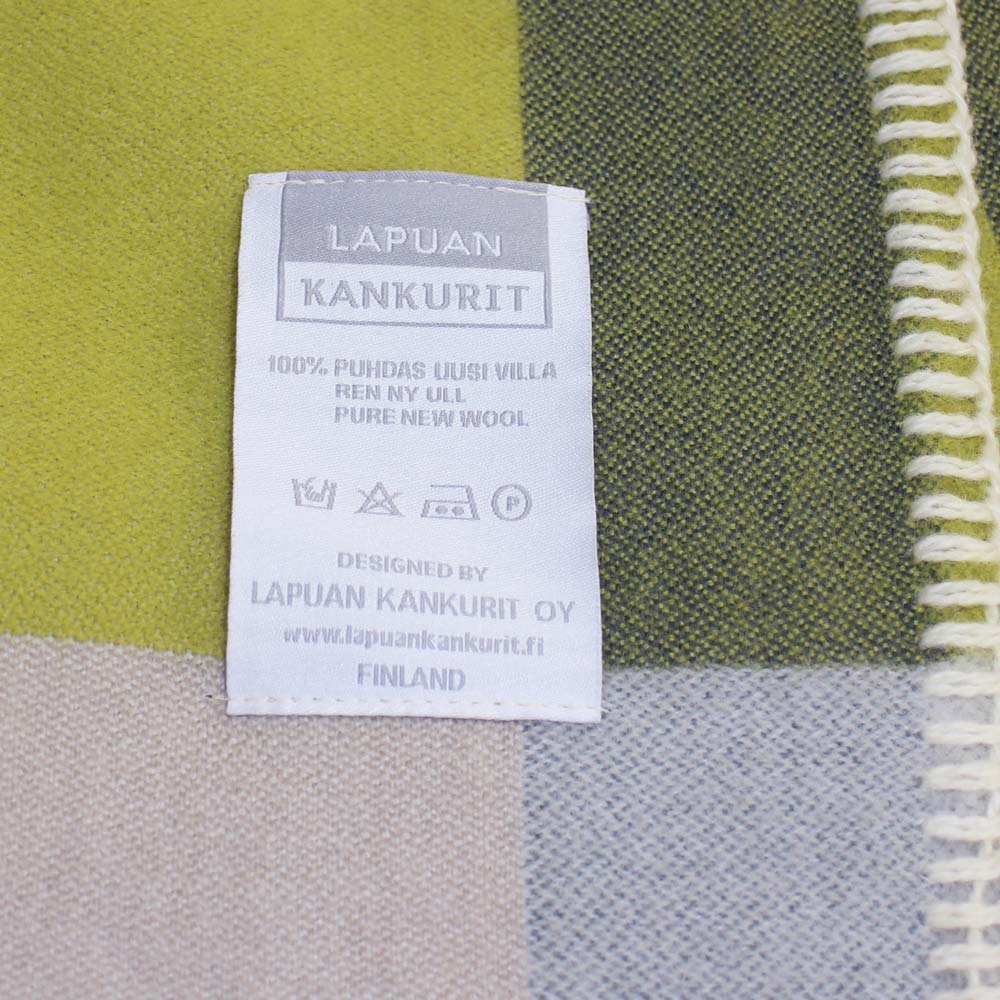 LAPUAN
KANKURIT
100% PUHDAS UUSI VILLA
REN NY ULL
PURE NEW WOOL
P
DESIGNED BY
LAPUAN KANKURIT OY
www.lapuankankurit.fi
FINLAND